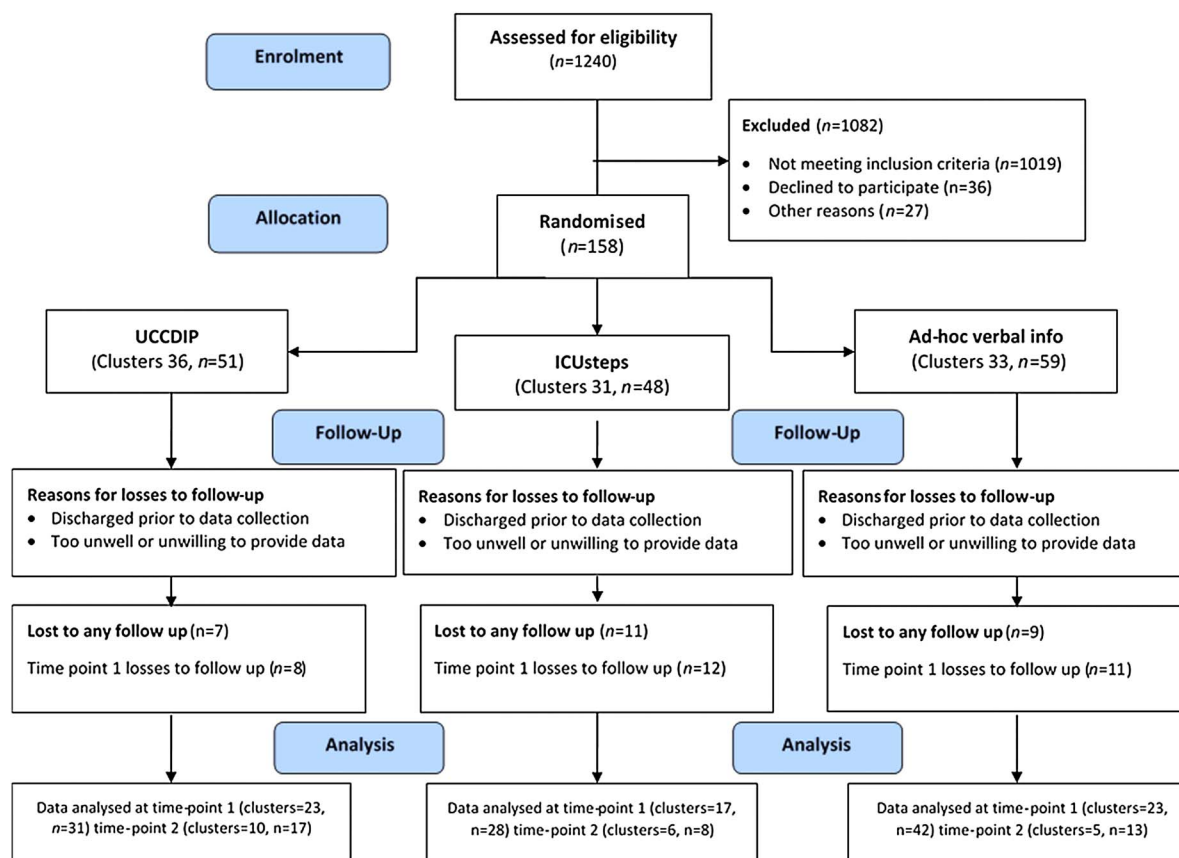 Enrolment
Assessed for eligibility
(n=1240)
Excluded (n=1082)
• Not meeting inclusion criteria (n=1019)
• Declined to participate (n=36)
• Other reasons (n=27)
Allocation
Randomised
(n=158)
UCCDIP
(Clusters 36, n=51)
ICUsteps
(Clusters 31, n=48)
Ad-hoc verbal info
(Clusters 33, n=59)
Follow-Up
Follow-Up
Reasons for losses to follow-up
• Discharged prior to data collection
• Too unwell or unwilling to provide data
Reasons for losses to follow-up
• Discharged prior to data collection
• Too unwell or unwilling to provide data
Reasons for losses to follow-up
• Discharged prior to data collection
• Too unwell or unwilling to provide data
Lost to any follow up (n=7)
Time point 1 losses to follow up (n=8)
Lost to any follow up (n=11)
Time point 1 losses to follow up (n=12)
Lost to any follow up (n=9)
Time point 1 losses to follow up (n=11)
Analysis
Analysis
Data analysed at time-point 1 (clusters=23,
n=31) time-point 2 (clusters=10, n=17)
Data analysed at time-point 1 (clusters=17,
n=28) time-point 2 (clusters=6, n=8)
Data analysed at time-point 1 (clusters=23,
n=42) time-point 2 (clusters=5, n=13)